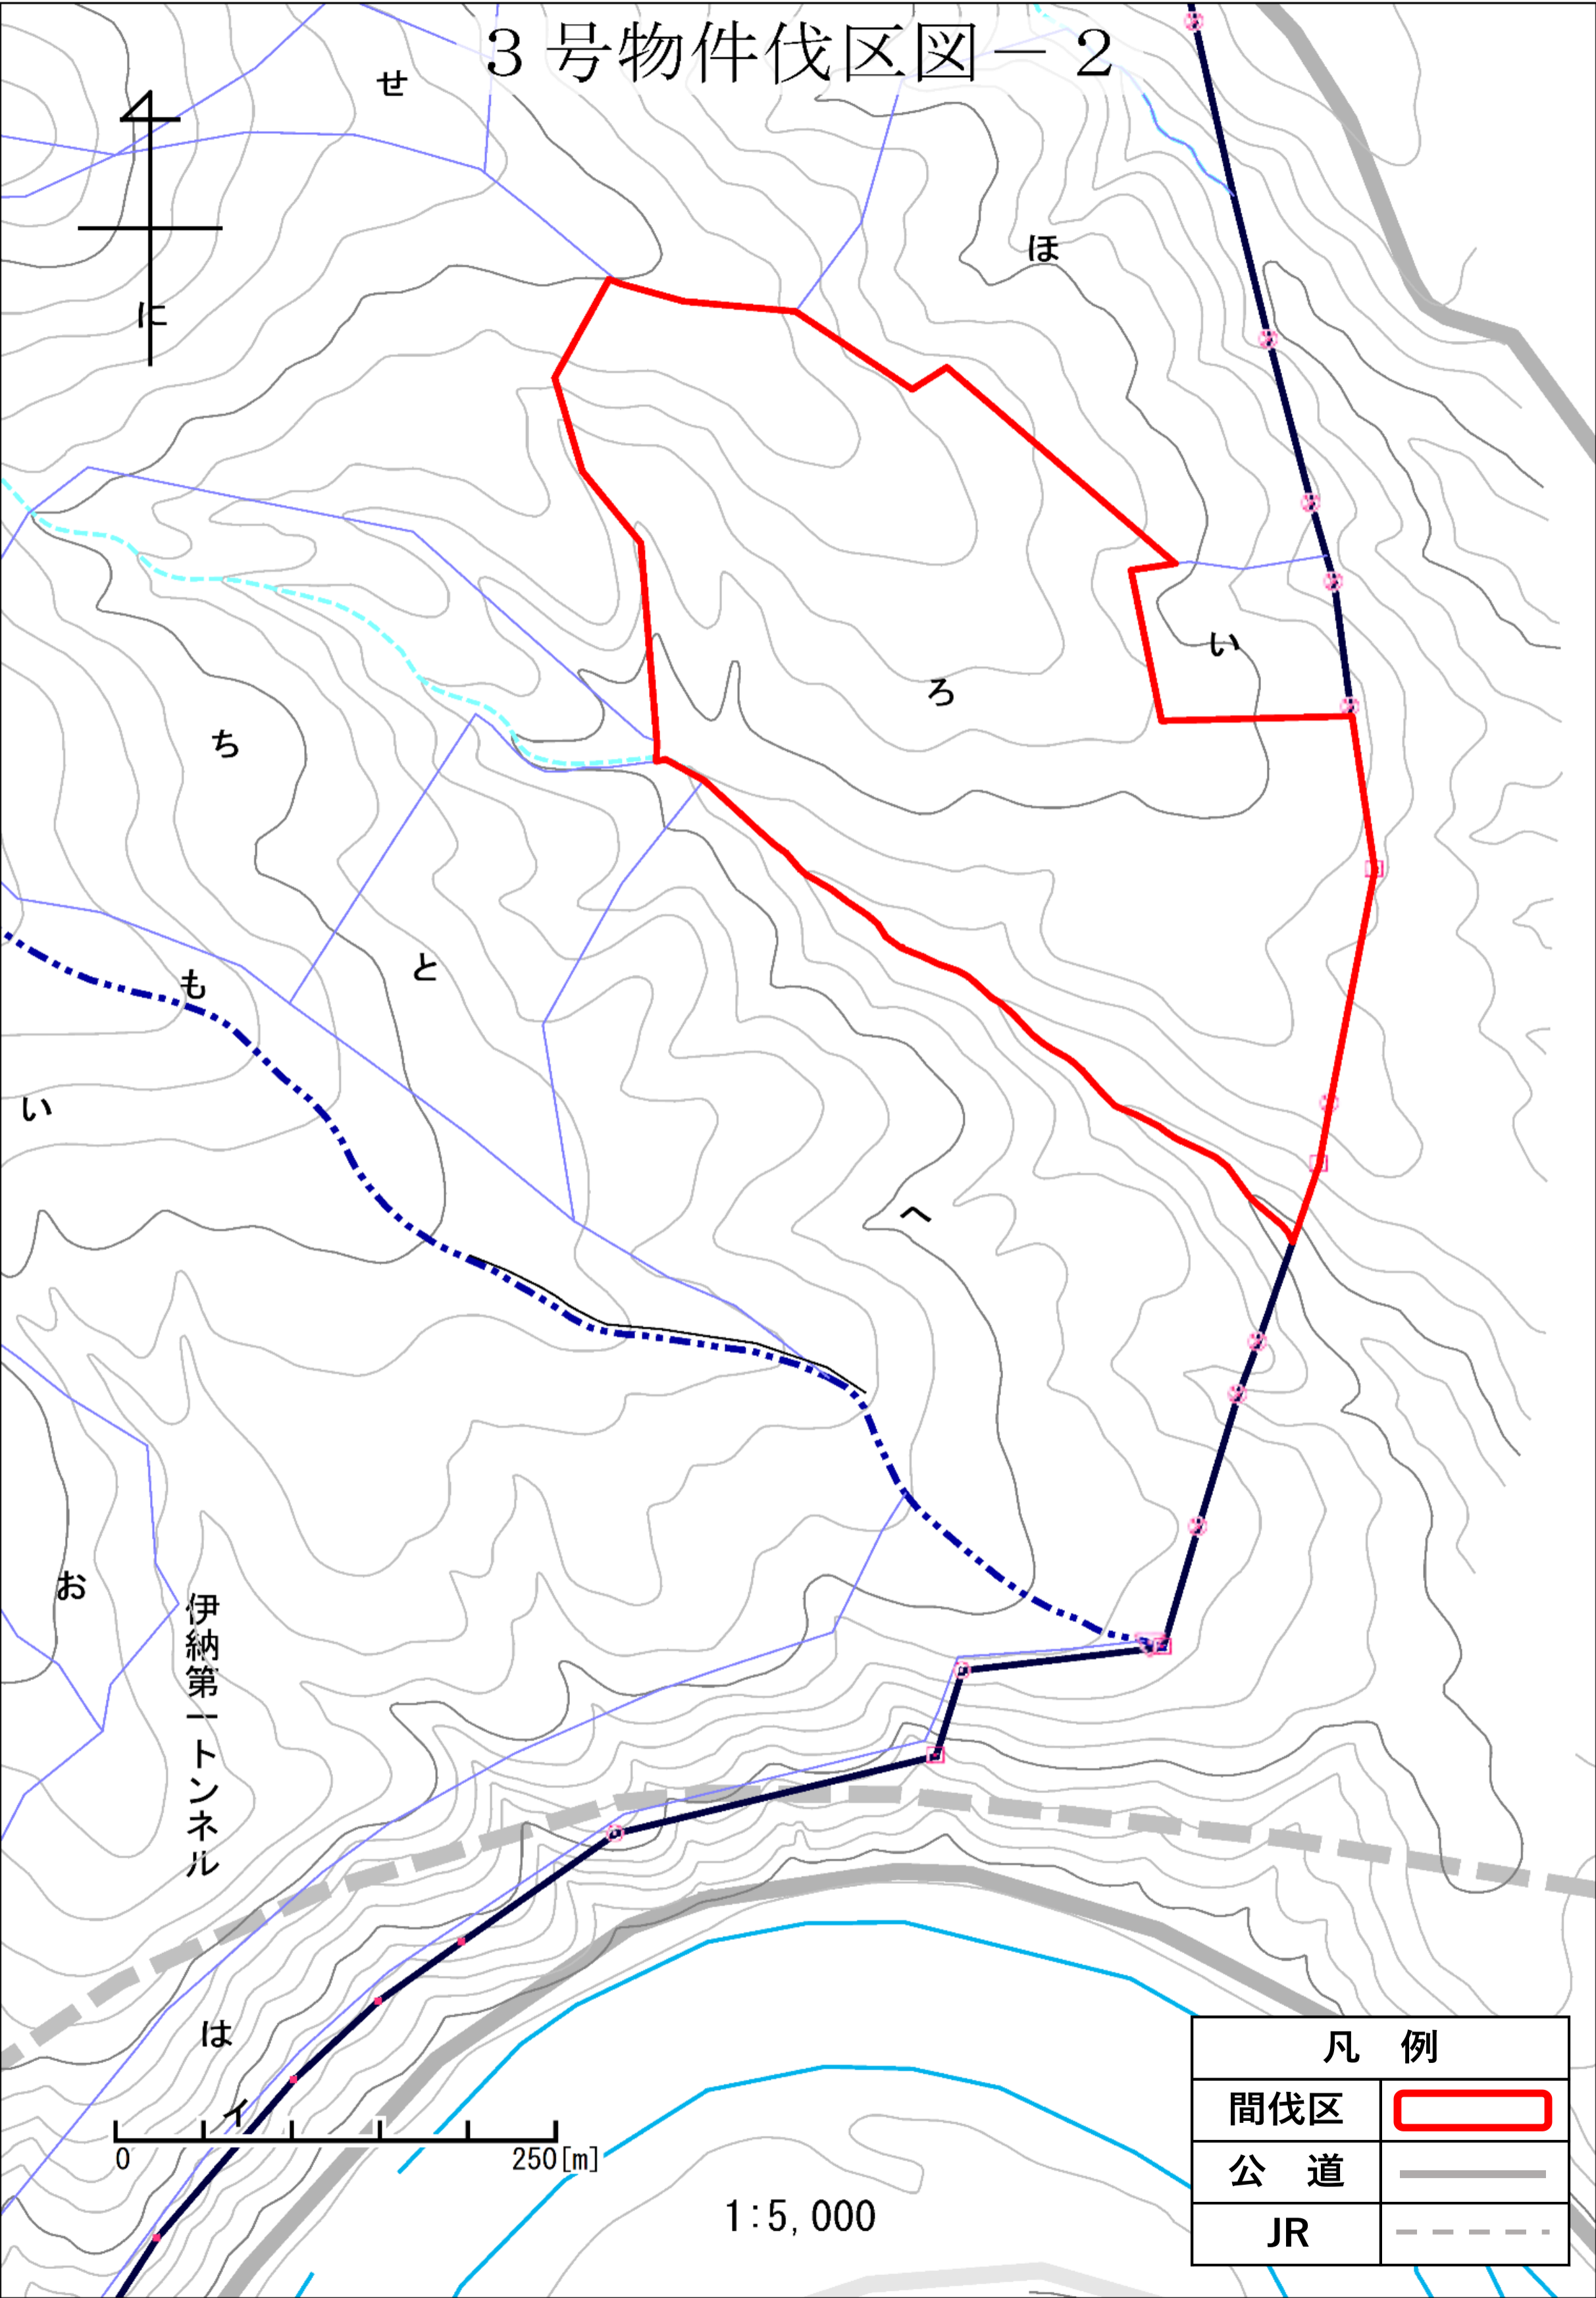 3号物件伐区図－2
せ
ほ
に
い
ろ
ち
と
も
い
へ
お
伊納第一トンネル
は
イ
0 250[m]
1:5,000
凡 例
間伐区
公 道
JR